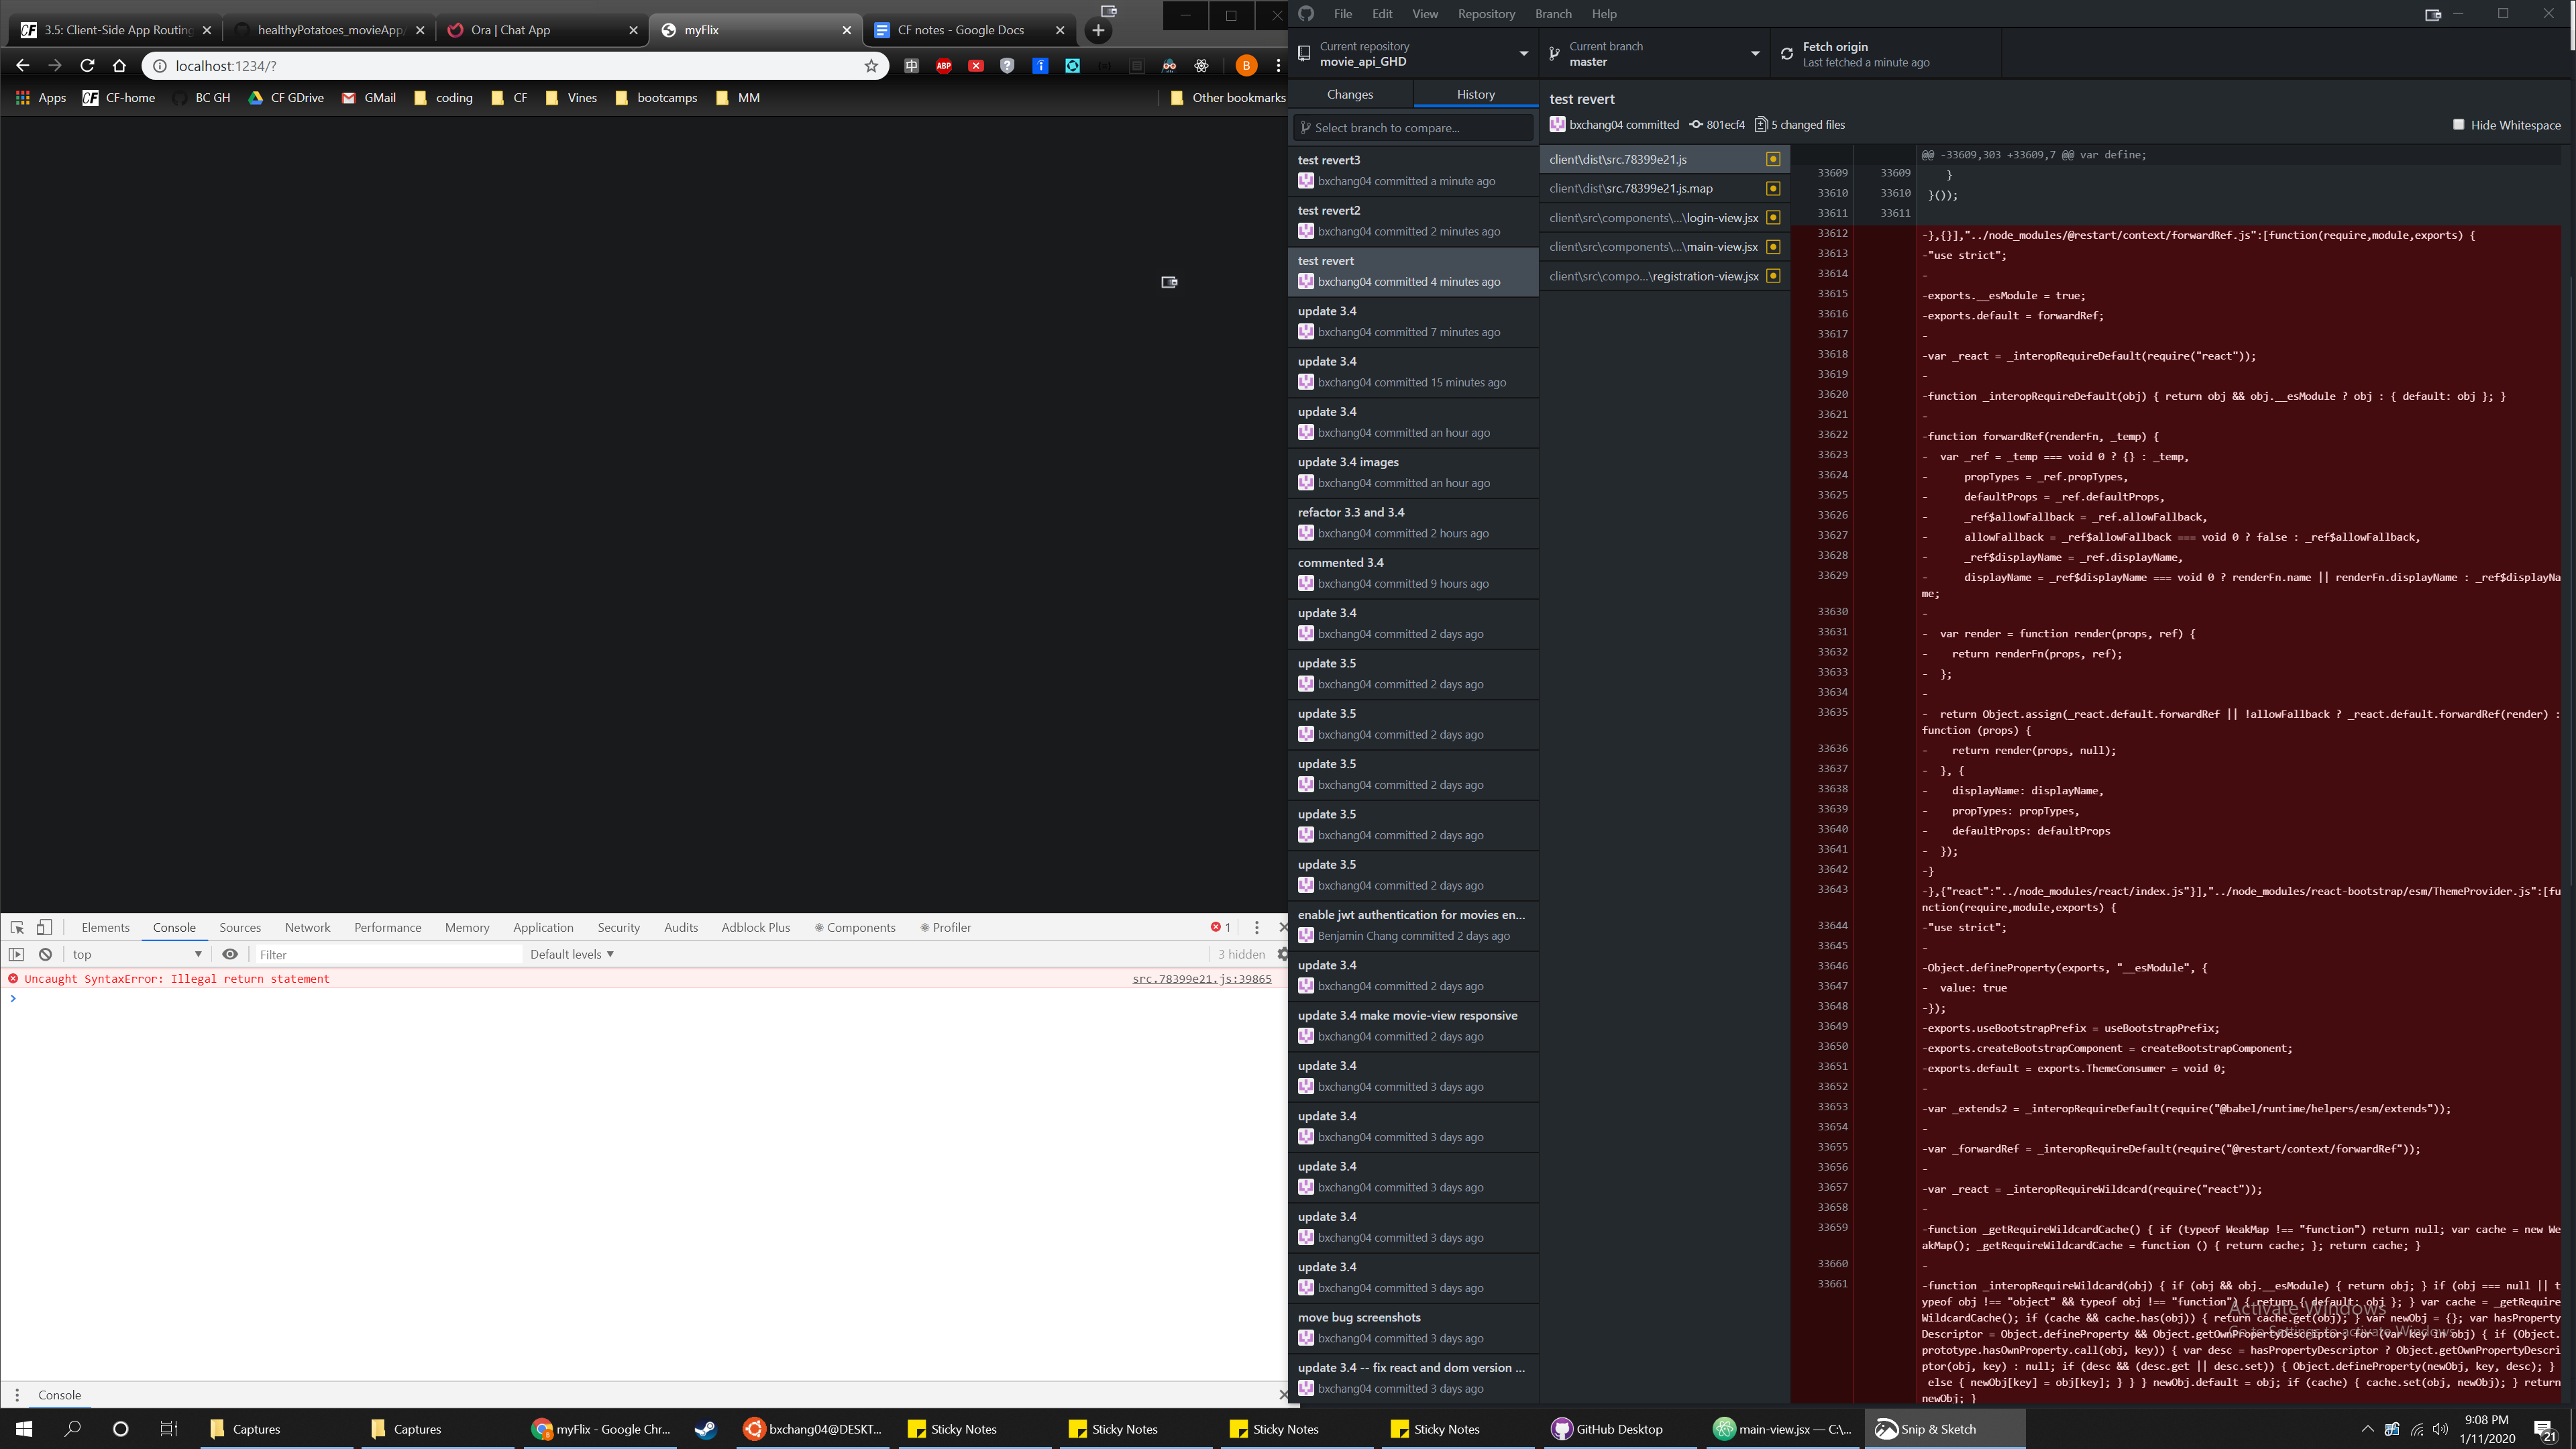 3.5: Client-Side App Routing
healthyPotatoes_movieApp/
Ora | Chat App
myFlix
CF notes - Google Docs
localhost:1234/?
Apps
CF-home
BC GH
CF GDrive
GMail
coding
CF
Vines
bootcamps
MM
Other bookmarks
Elements
Console
Sources
Network
Performance
Memory
Application
Security
Audits
Adblock Plus
Components
Profiler
1
top
Filter
Default levels
3 hidden
Uncaught SyntaxError: Illegal return statement
src.78399e21.js:39865
Console
File
Edit
View
Repository
Branch
Help
Current repository
movie_api_GHD
Current branch
master
Fetch origin
Last fetched a minute ago
Changes
History
Select branch to compare...
test revert3
bxchang04 committed a minute ago
test revert2
bxchang04 committed 2 minutes ago
test revert
bxchang04 committed 4 minutes ago
update 3.4
bxchang04 committed 7 minutes ago
update 3.4
bxchang04 committed 15 minutes ago
update 3.4
bxchang04 committed an hour ago
update 3.4 images
bxchang04 committed an hour ago
refactor 3.3 and 3.4
bxchang04 committed 2 hours ago
commented 3.4
bxchang04 committed 9 hours ago
update 3.4
bxchang04 committed 2 days ago
update 3.5
bxchang04 committed 2 days ago
update 3.5
bxchang04 committed 2 days ago
update 3.5
bxchang04 committed 2 days ago
update 3.5
bxchang04 committed 2 days ago
update 3.5
bxchang04 committed 2 days ago
enable jwt authentication for movies en...
Benjamin Chang committed 2 days ago
update 3.4
bxchang04 committed 2 days ago
update 3.4 make movie-view responsive
bxchang04 committed 2 days ago
update 3.4
bxchang04 committed 3 days ago
update 3.4
bxchang04 committed 3 days ago
update 3.4
bxchang04 committed 3 days ago
update 3.4
bxchang04 committed 3 days ago
update 3.4
bxchang04 committed 3 days ago
move bug screenshots
bxchang04 committed 3 days ago
update 3.4 -- fix react and dom version ...
bxchang04 committed 3 days ago
test revert
bxchang04 committed
801ecf4
5 changed files
Hide Whitespace
client\dist\src.78399e21.js
client\dist\src.78399e21.js.map
client\src\components\...\login-view.jsx
client\src\components\...\main-view.jsx
client\src\compo...\registration-view.jsx
@@ -33609,303 +33609,7 @@ var define;
33609 33609 }
33610 33610 }());
33611 33611
33612 -},{}],"../node_modules/@restart/context/forwardRef.js":[function(require,module,exports) {
33613 -"use strict";
33614 -
33615 -exports.__esModule = true;
33616 -exports.default = forwardRef;
33617 -
33618 -var _react = _interopRequireDefault(require("react"));
33619 -
33620 -function _interopRequireDefault(obj) { return obj && obj.__esModule ? obj : { default: obj }; }
33621 -
33622 -function forwardRef(renderFn, _temp) {
33623 - var _ref = _temp === void 0 ? {} : _temp,
33624 - propTypes = _ref.propTypes,
33625 - defaultProps = _ref.defaultProps,
33626 - _ref$allowFallback = _ref.allowFallback,
33627 - allowFallback = _ref$allowFallback === void 0 ? false : _ref$allowFallback,
33628 - _ref$displayName = _ref.displayName,
33629 - displayName = _ref$displayName === void 0 ? renderFn.name || renderFn.displayName : _ref$displayNa
me;
33630 -
33631 - var render = function render(props, ref) {
33632 - return renderFn(props, ref);
33633 - };
33634 -
33635 - return Object.assign(_react.default.forwardRef || !allowFallback ? _react.default.forwardRef(render) :
function (props) {
33636 - return render(props, null);
33637 - }, {
33638 - displayName: displayName,
33639 - propTypes: propTypes,
33640 - defaultProps: defaultProps
33641 - });
33642 -}
33643 -},{"react":"../node_modules/react/index.js"}],"../node_modules/react-bootstrap/esm/ThemeProvider.js":[fu
nction(require,module,exports) {
33644 -"use strict";
33645 -
33646 -Object.defineProperty(exports, "__esModule", {
33647 - value: true
33648 -});
33649 -exports.useBootstrapPrefix = useBootstrapPrefix;
33650 -exports.createBootstrapComponent = createBootstrapComponent;
33651 -exports.default = exports.ThemeConsumer = void 0;
33652 -
33653 -var _extends2 = _interopRequireDefault(require("@babel/runtime/helpers/esm/extends"));
33654 -
33655 -var _forwardRef = _interopRequireDefault(require("@restart/context/forwardRef"));
33656 -
33657 -var _react = _interopRequireWildcard(require("react"));
33658 -
33659 -function _getRequireWildcardCache() { if (typeof WeakMap !== "function") return null; var cache = new We
akMap(); _getRequireWildcardCache = function () { return cache; }; return cache; }
33660 -
33661 -function _interopRequireWildcard(obj) { if (obj && obj.__esModule) { return obj; } if (obj === null || t
ypeof obj !== "object" && typeof obj !== "function") { return { default: obj }; } var cache = _getRequire
WildcardCache(); if (cache && cache.has(obj)) { return cache.get(obj); } var newObj = {}; var hasProperty
Descriptor = Object.defineProperty && Object.getOwnPropertyDescriptor; for (var key in obj) { if (Object.
prototype.hasOwnProperty.call(obj, key)) { var desc = hasPropertyDescriptor ? Object.getOwnPropertyDescri
ptor(obj, key) : null; if (desc && (desc.get || desc.set)) { Object.defineProperty(newObj, key, desc); }
else { newObj[key] = obj[key]; } } } newObj.default = obj; if (cache) { cache.set(obj, newObj); } return
newObj; }
Activate Windows
Go to Settings to activate Windows.
Captures
Captures
myFlix - Google Chr...
bxchang04@DESKT...
Sticky Notes
Sticky Notes
Sticky Notes
Sticky Notes
GitHub Desktop
main-view.jsx — C:\...
Snip & Sketch
9:08 PM
1/11/2020
21